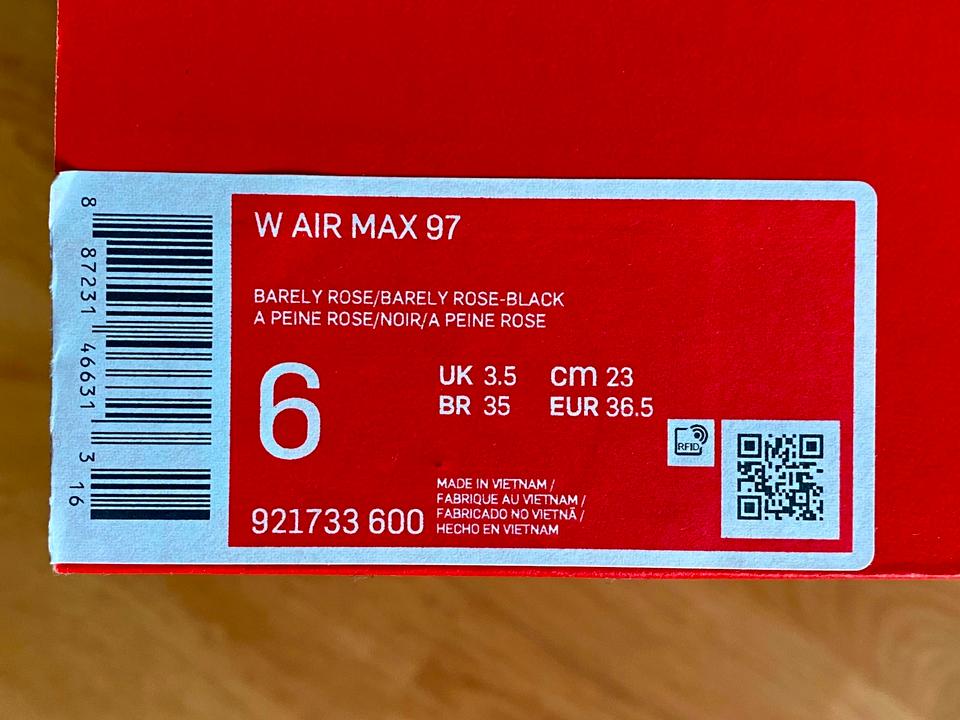 W AIR MAX 97
BARELY ROSE/BARELY ROSE-BLACK
A PEINE ROSE/NOIR/A PEINE ROSE
6
UK 3.5 cm 23
BR 35 EUR 36.5
RFID
MADE IN VIETNAM /
FABRIQUE AU VIETNAM /
FABRICADO NO VIETNÃ /
HECHO EN VIETNAM
921733 600
8 87231 46631 3 16